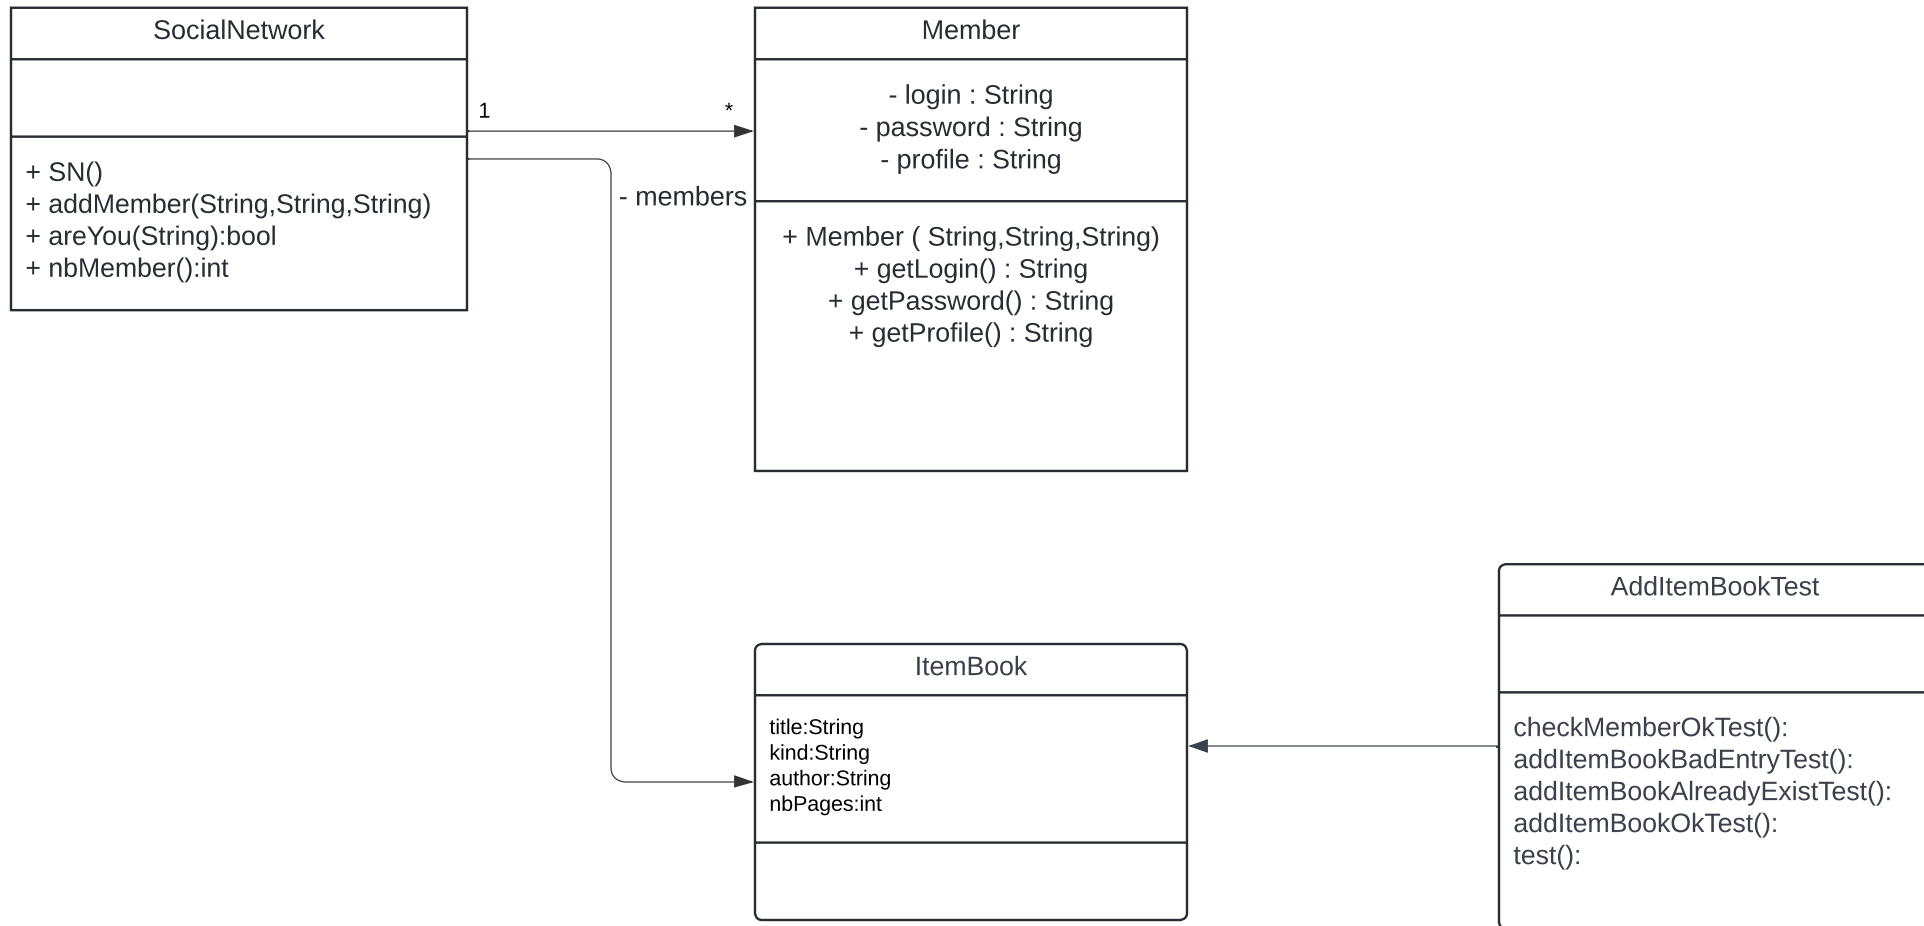 SocialNetwork
+ SN()
+ addMember(String,String,String)
+ areYou(String):bool
+ nbMember():int
1
*
- members
Member
- login : String
- password : String
- profile : String
+ Member ( String,String,String)
+ getLogin() : String
+ getPassword() : String
+ getProfile() : String
ItemBook
title:String
kind:String
author:String
nbPages:int
AddItemBookTest
checkMemberOkTest():
addItemBookBadEntryTest():
addItemBookAlreadyExistTest():
addItemBookOkTest():
test():